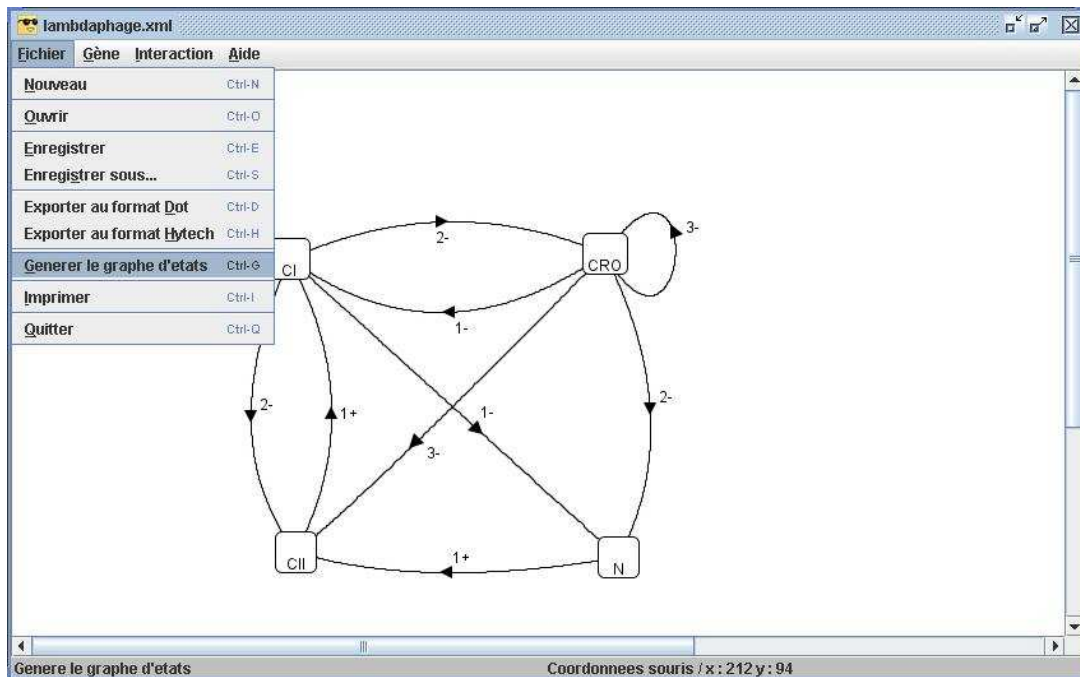 lambdaphage.xml
Fichier Gène Interaction Aide
Nouveau Ctrl-N
Ouvrir Ctrl-O
Enregistrer Ctrl-E
Enregistrer sous... Ctrl-S
Exporter au format Dot Ctrl-D
Exporter au format Hytech Ctrl-H
Generer le graphe d'etats Ctrl-G
Imprimer Ctrl-I
Quitter Ctrl-Q
2-
3-
CI
CRO
1-
2-
1+
1-
2-
3-
1+
CII
N
Genere le graphe d'etats Coordonnees souris / x : 212 y : 94